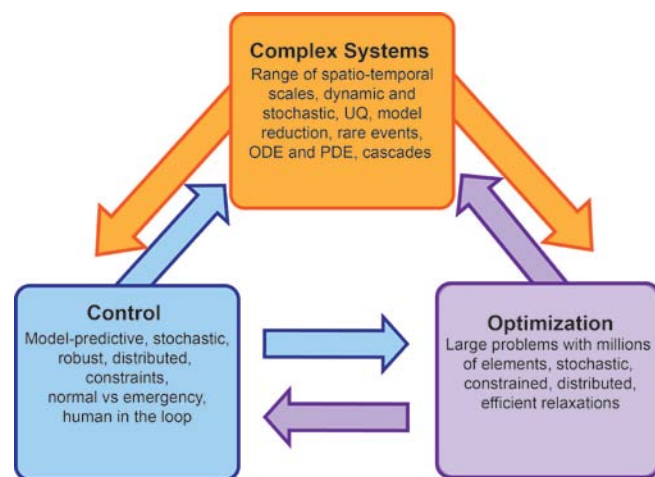 Complex Systems
Range of spatio-temporal
scales, dynamic and
stochastic, UQ, model
reduction, rare events,
ODE and PDE, cascades
Control
Model-predictive, stochastic,
robust, distributed,
constraints,
normal vs emergency,
human in the loop
Optimization
Large problems with millions
of elements, stochastic,
constrained, distributed,
efficient relaxations